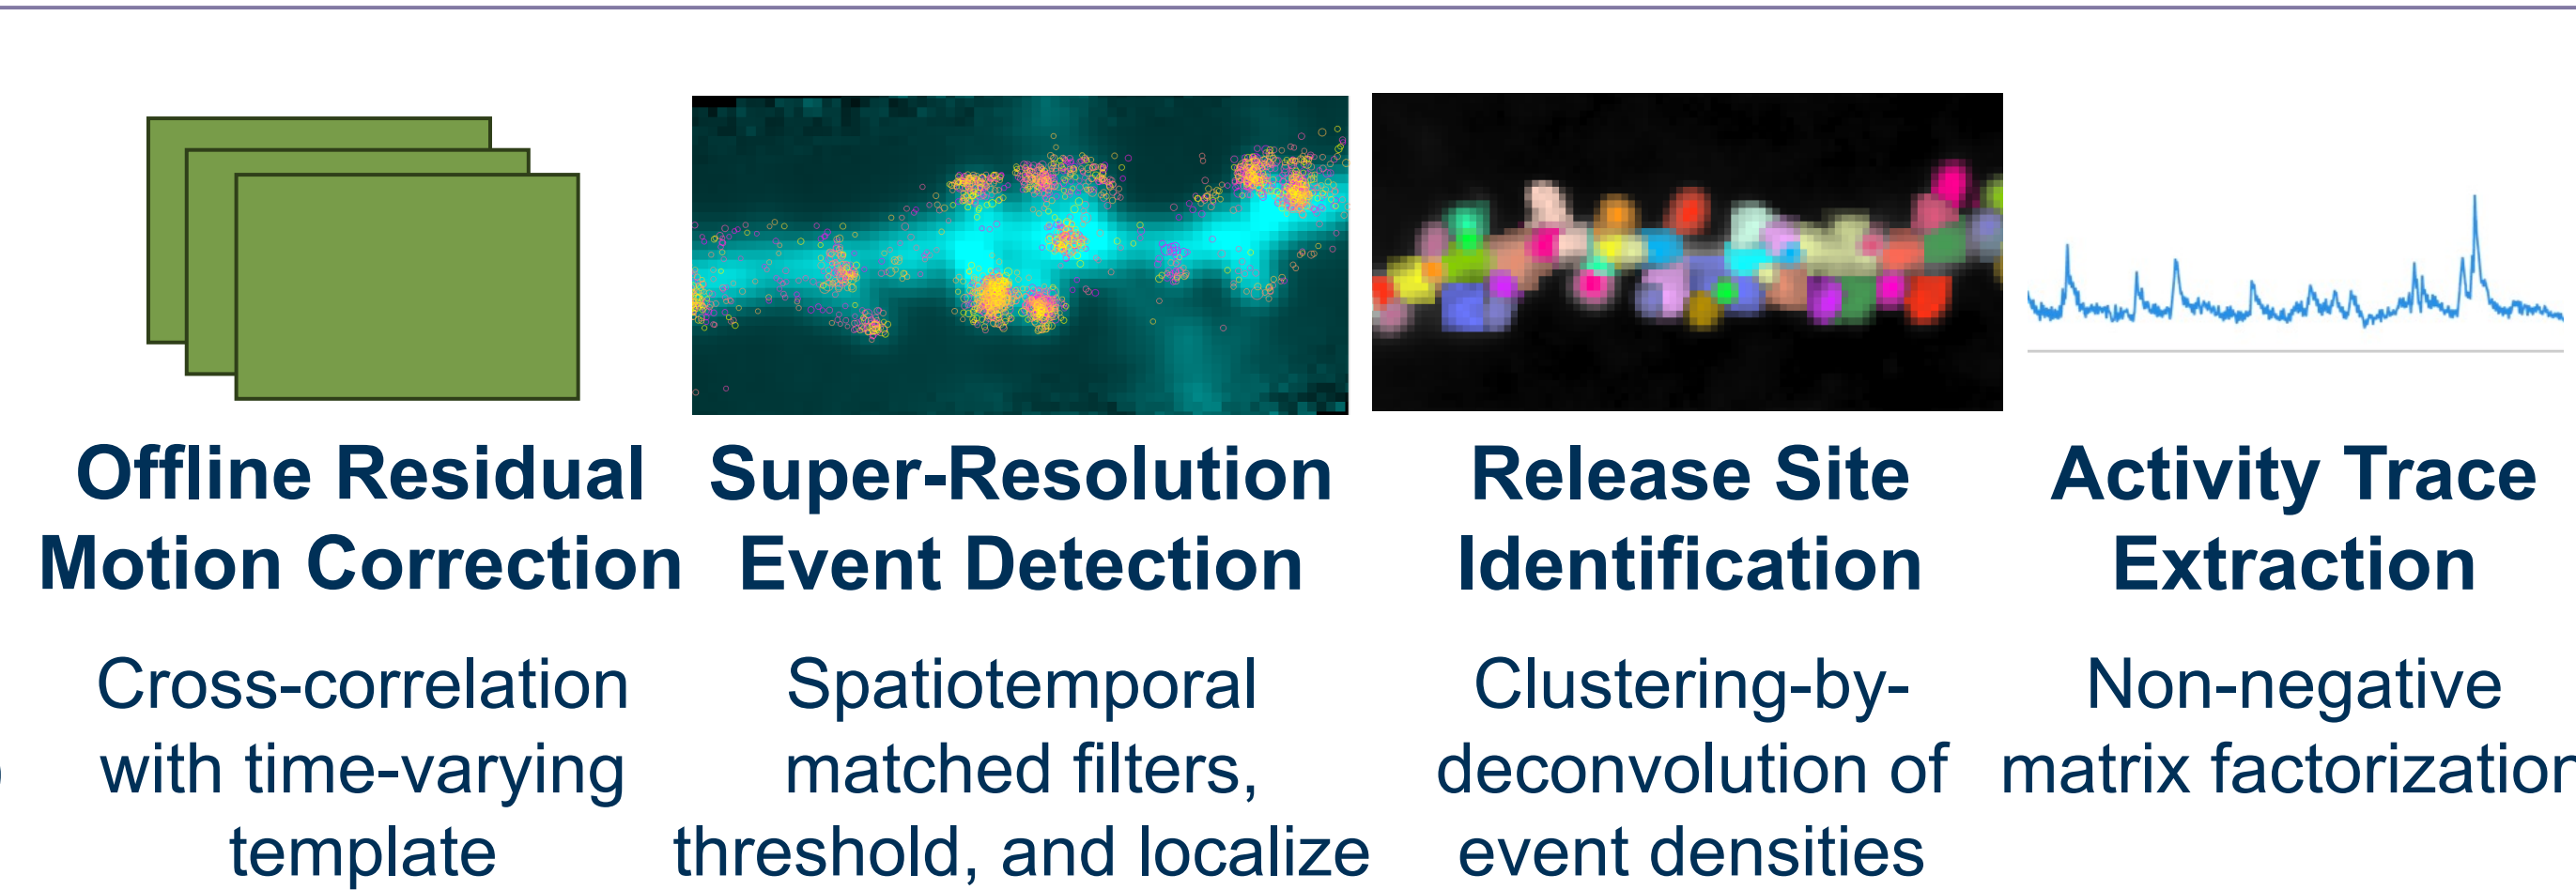 Offline Residual
Motion Correction
Cross-correlation
with time-varying
template
Super-Resolution
Event Detection
Spatiotemporal
matched filters,
threshold, and localize
Release Site
Identification
Clustering-by-
deconvolution of
event densities
Activity Trace
Extraction
Non-negative
matrix factorization